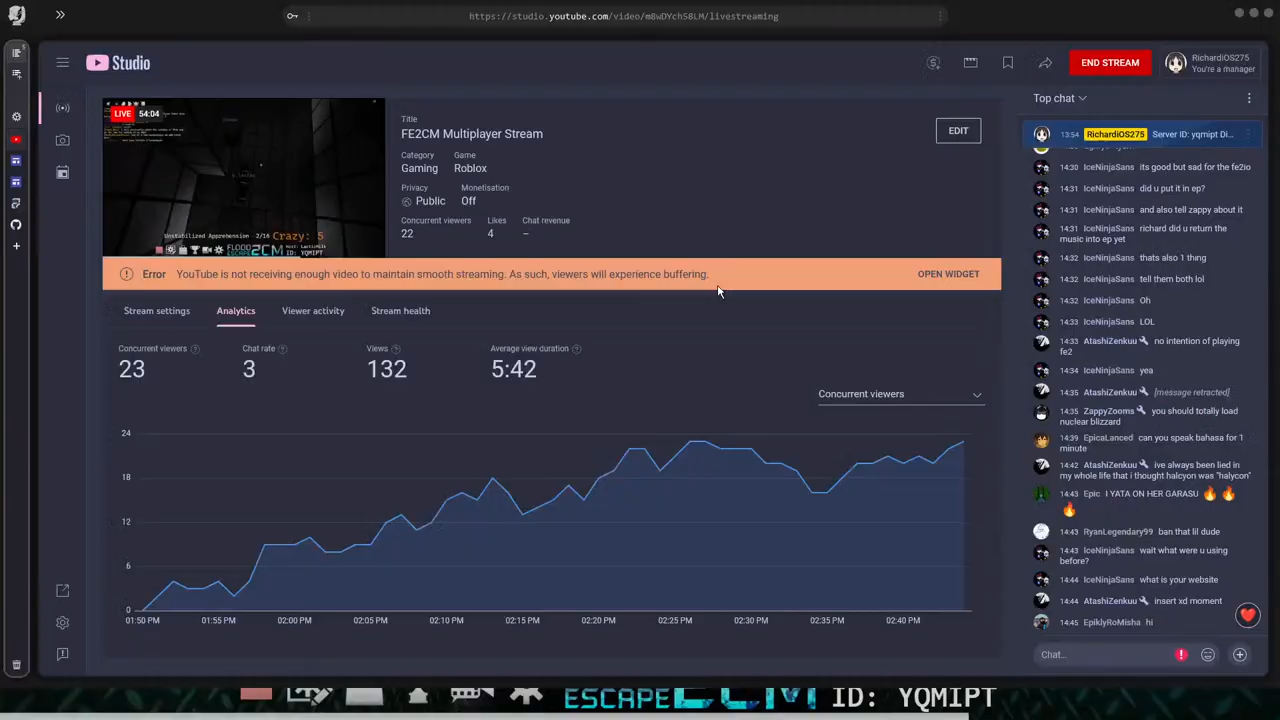 https://studio.youtube.com/video/m8wDYchS8LM/livestreaming
Studio
END STREAM
RichardiOS275
You're a manager
LIVE 54:04
Unstabilized Apprehension 2/16 Crazy: 5
FLOOD
ESCAPE 2CM
ID: YQMIPT
Title
FE2CM Multiplayer Stream
EDIT
Category Game
Gaming Roblox
Privacy Monetisation
Public Off
Concurrent viewers Likes Chat revenue
22 4 –
Error YouTube is not receiving enough video to maintain smooth streaming. As such, viewers will experience buffering. OPEN WIDGET
Stream settings Analytics Viewer activity Stream health
Concurrent viewers Chat rate Views Average view duration
23 3 132 5:42
Concurrent viewers
24
18
12
6
0
01:50 PM 01:55 PM 02:00 PM 02:05 PM 02:10 PM 02:15 PM 02:20 PM 02:25 PM 02:30 PM 02:35 PM 02:40 PM
Top chat
13:54 RichardiOS275 Server ID: yqmipt Di...
14:30 IceNinjaSans its good but sad for the fe2io
14:31 IceNinjaSans did u put it in ep?
14:31 IceNinjaSans and also tell zappy about it
14:31 IceNinjaSans richard did u return the
music into ep yet
14:32 IceNinjaSans thats also 1 thing
14:32 IceNinjaSans tell them both lol
14:32 IceNinjaSans Oh
14:33 IceNinjaSans LOL
14:33 AtashiZenkuu no intention of playing
fe2
14:34 IceNinjaSans yea
14:35 AtashiZenkuu [message retracted]
14:35 ZappyZooms you should totally load
nuclear blizzard
14:39 EpicaLanced can you speak bahasa for 1
minute
14:42 AtashiZenkuu ive always been lied in
my whole life that i thought halcyon was "halycon"
14:43 Epic I YATA ON HER GARASU 🔥 🔥
🔥
14:43 RyanLegendary99 ban that lil dude
14:43 IceNinjaSans wait what were u using
before?
14:44 IceNinjaSans what is your website
14:44 AtashiZenkuu insert xd moment
14:45 EpiklyRoMisha hi
Chat...
ESCAPE 2CM ID: YQMIPT